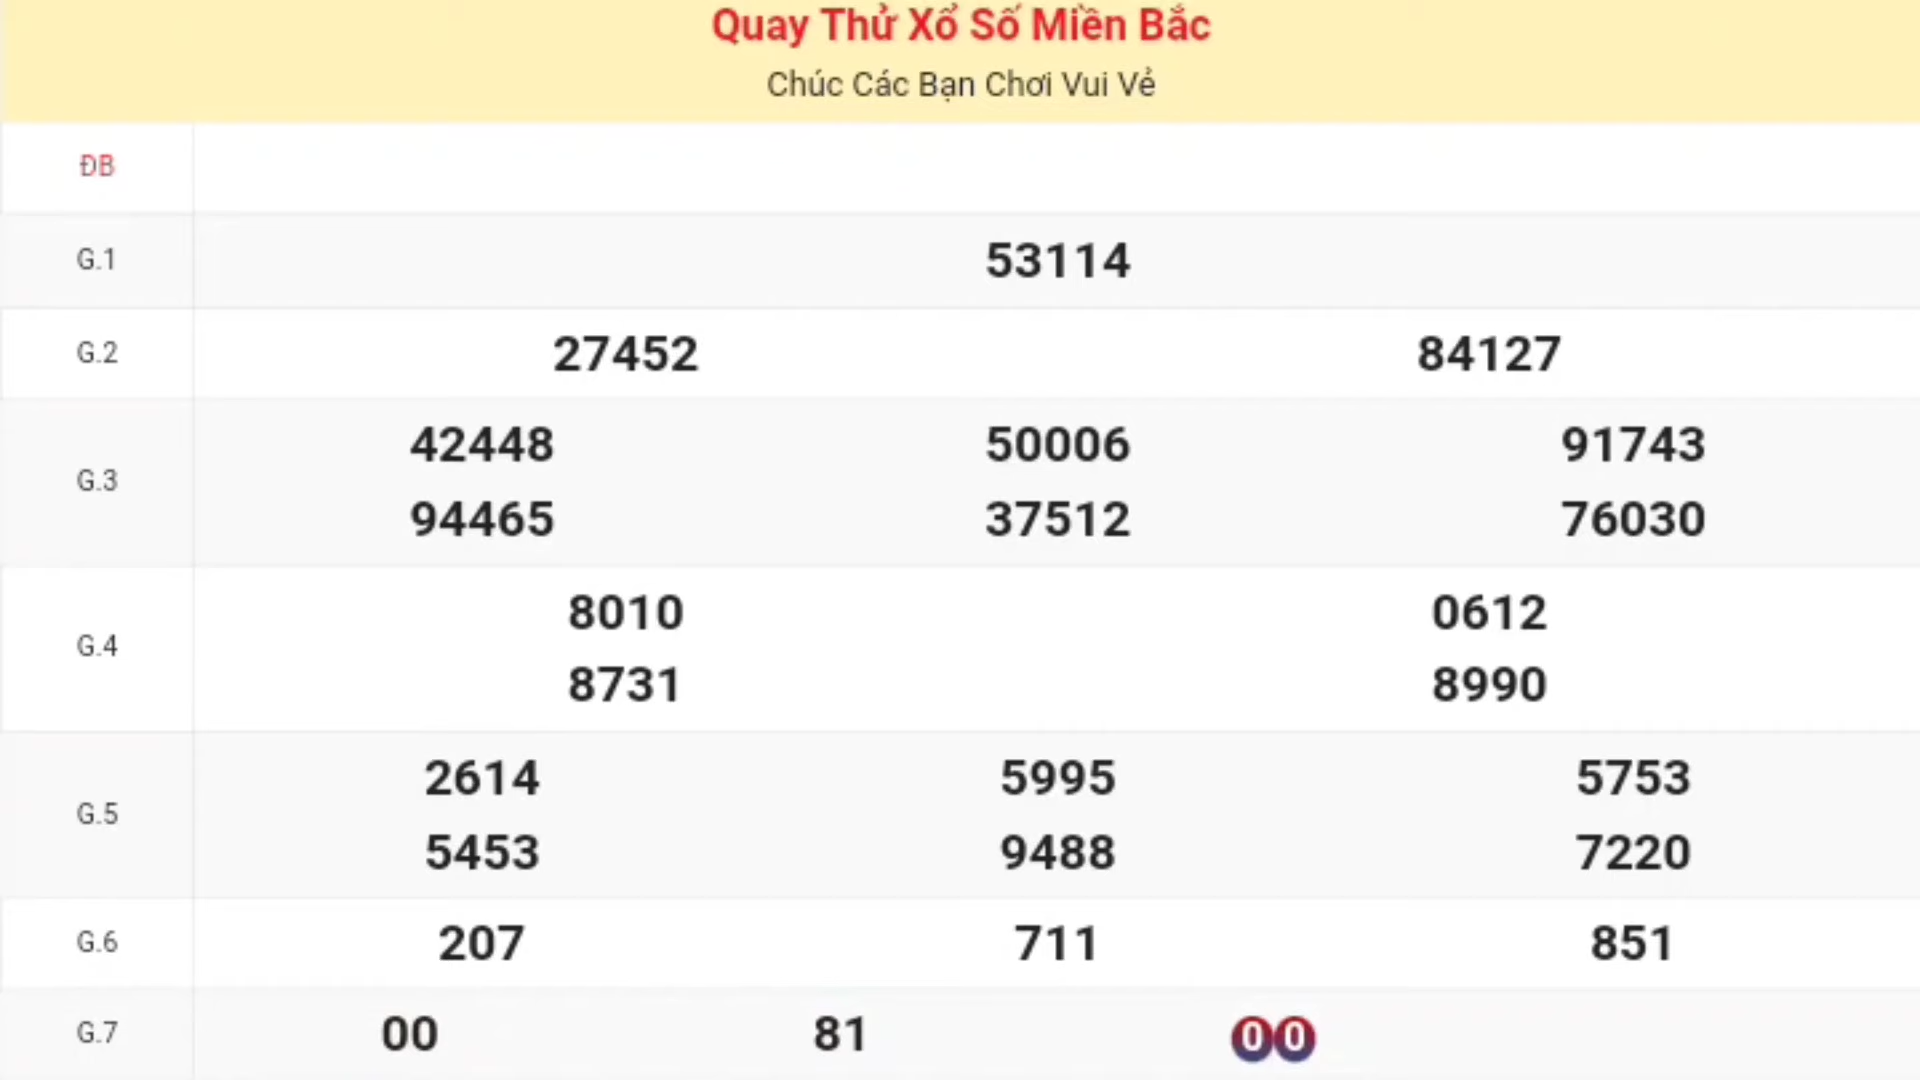 Quay Thử Xổ Số Miền Bắc
Chúc Các Bạn Chơi Vui Vẻ
ĐB
G.1 53114
G.2 27452 84127
G.3 42448 50006 91743
94465 37512 76030
G.4 8010 0612
8731 8990
G.5 2614 5995 5753
5453 9488 7220
G.6 207 711 851
G.7 00 81 00